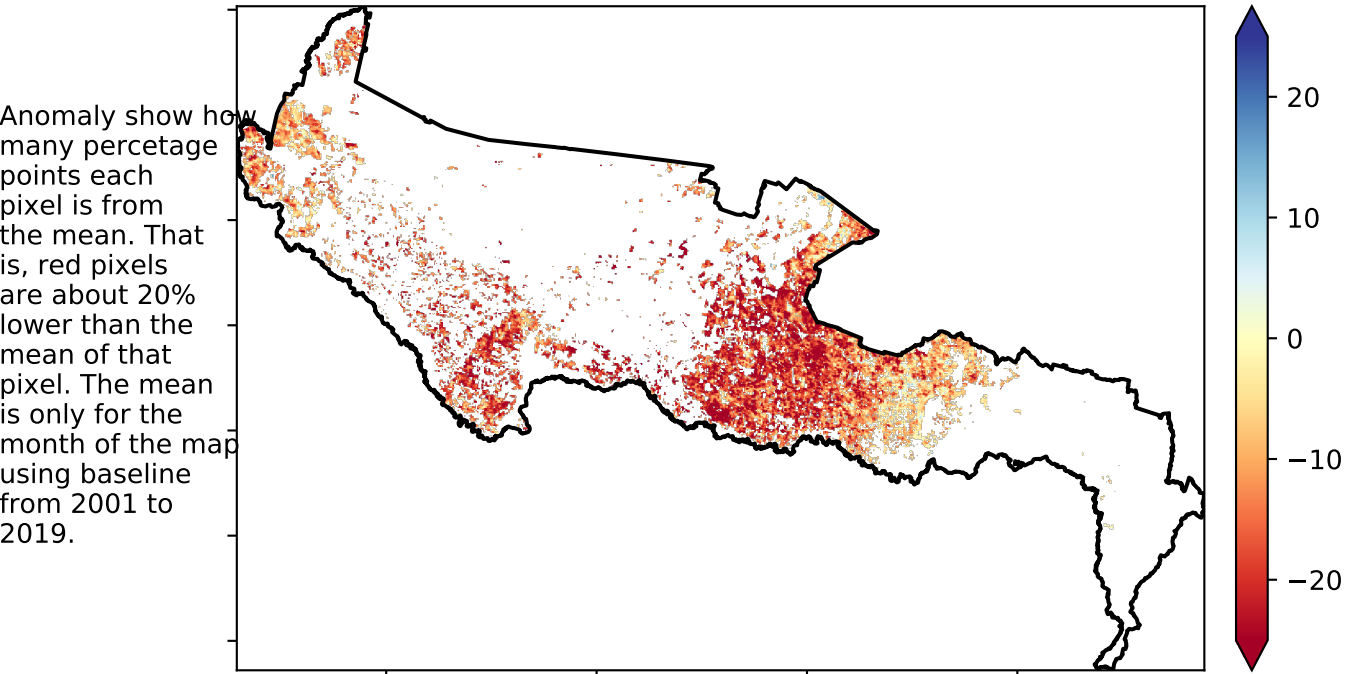 Anomaly show how
many percetage
points each
pixel is from
the mean. That
is, red pixels
are about 20%
lower than the
mean of that
pixel. The mean
is only for the
month of the map
using baseline
from 2001 to
2019.
20
10
0
−10
−20